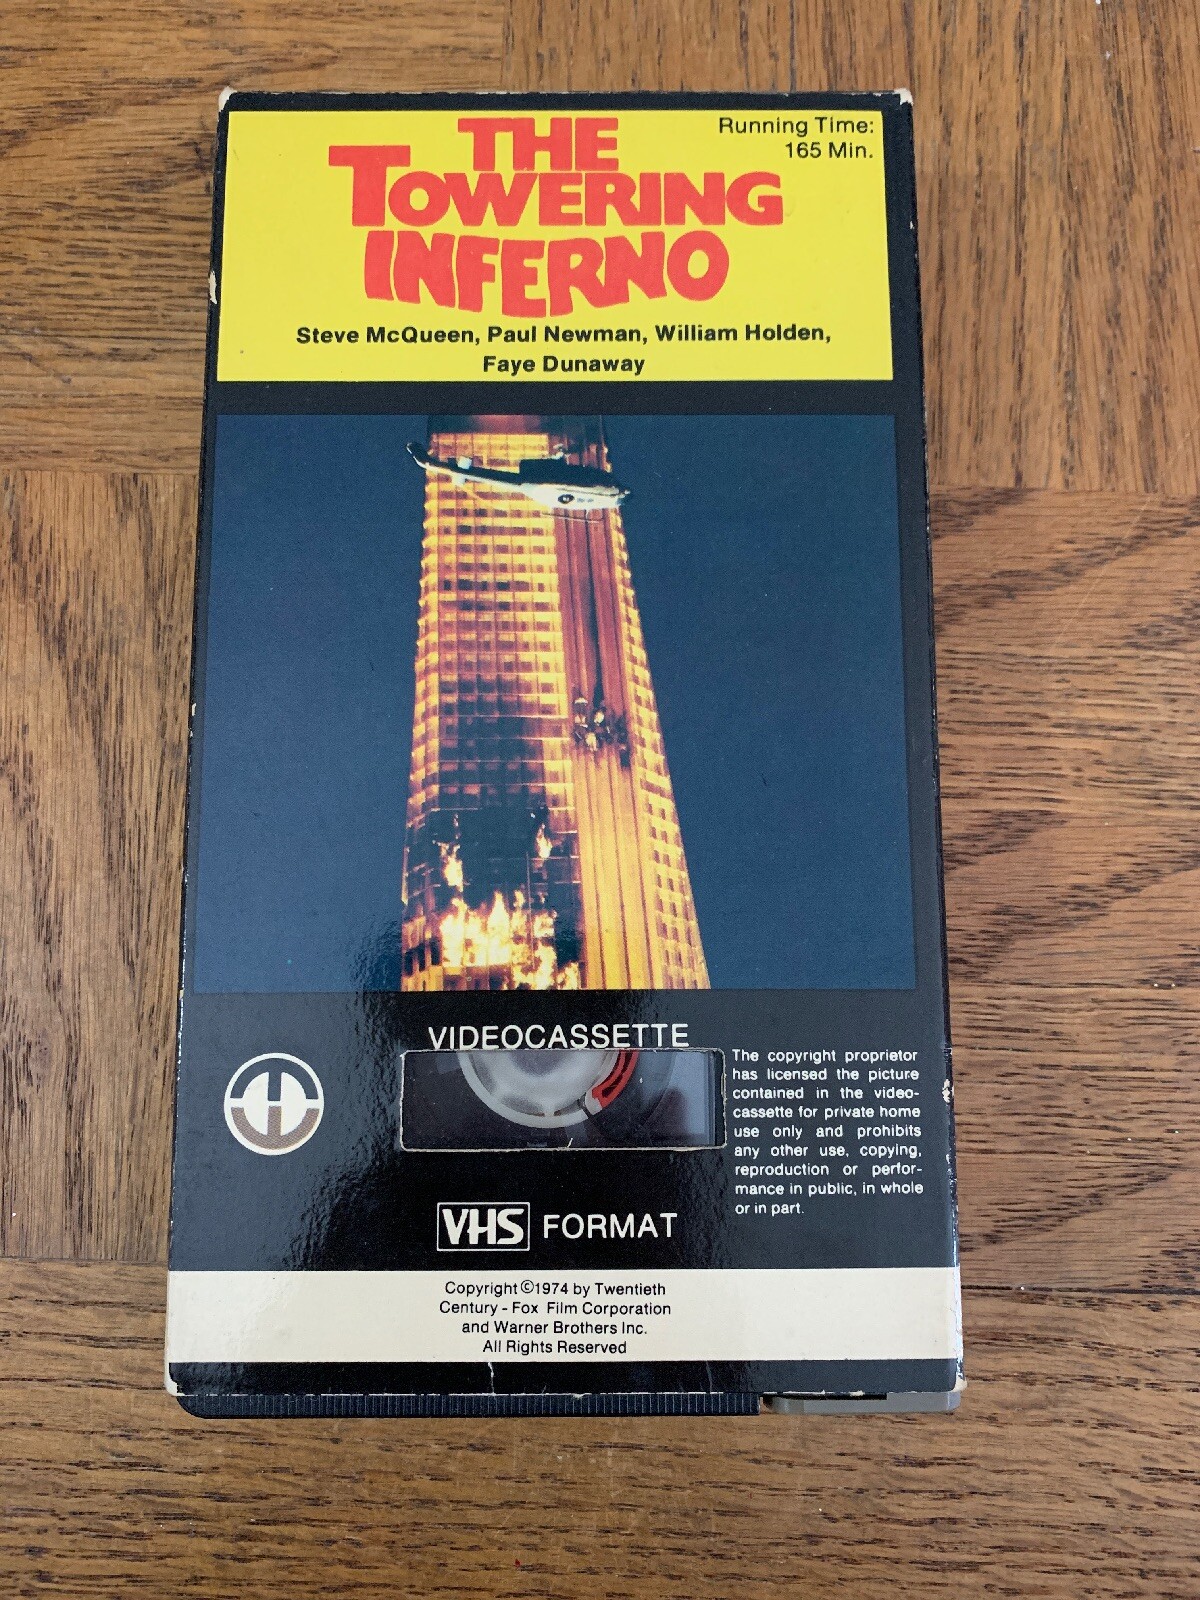 THE
TOWERING
INFERNO
Running Time:
165 Min.
Steve McQueen, Paul Newman, William Holden,
Faye Dunaway
VIDEOCASSETTE
The copyright proprietor
has licensed the picture
contained in the video-
cassette for private home
use only and prohibits
any other use, copying,
reproduction or perfor-
mance in public, in whole
or in part.
VHS FORMAT
Copyright ©1974 by Twentieth
Century - Fox Film Corporation
and Warner Brothers Inc.
All Rights Reserved